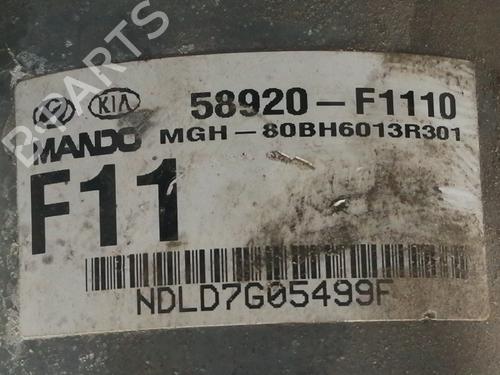 KIA 58920-F1110
MANDO MGH-80BH6013R301
F11
NDLD7G05499F
B-PARTS